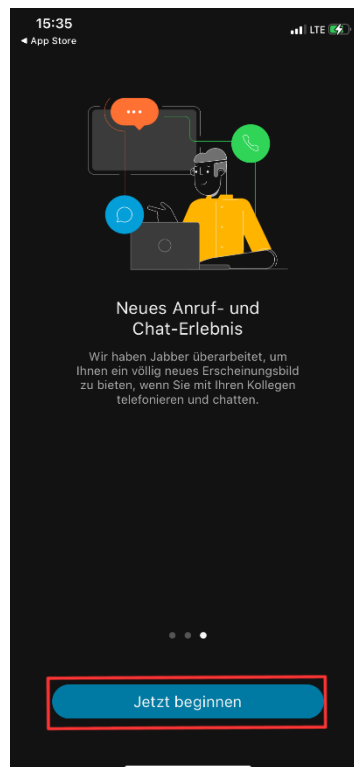 15:35
LTE
◀ App Store
Neues Anruf- und
Chat-Erlebnis
Wir haben Jabber überarbeitet, um
Ihnen ein völlig neues Erscheinungsbild
zu bieten, wenn Sie mit Ihren Kollegen
telefonieren und chatten.
Jetzt beginnen